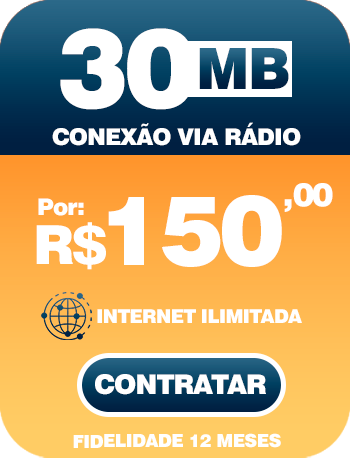 30 MB
CONEXÃO VIA RÁDIO
Por:
R$150,00
INTERNET ILIMITADA
CONTRATAR
FIDELIDADE 12 MESES